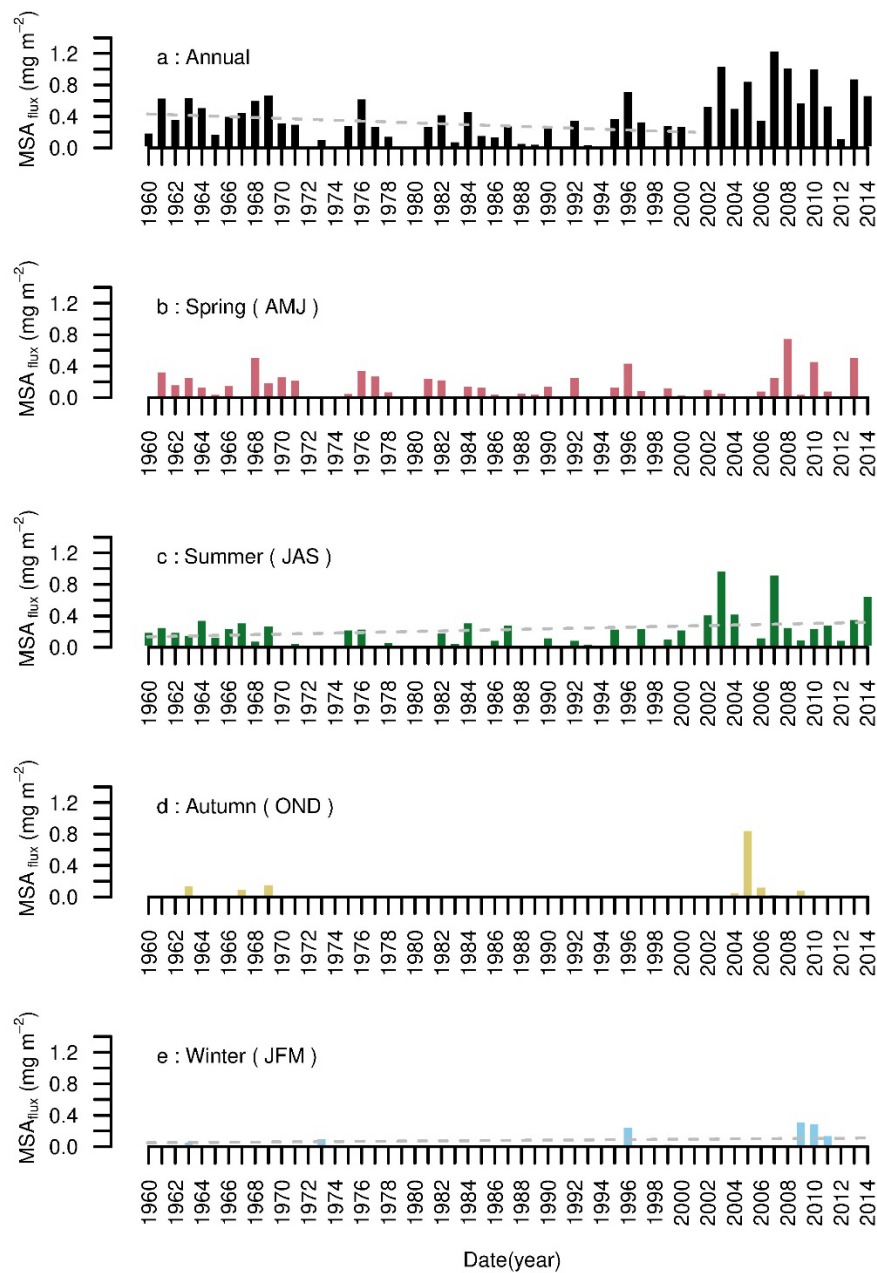 a : Annual
MSA flux (mg m−2)
1.2
0.8
0.4
0.0
1960 1962 1964 1966 1968 1970 1972 1974 1976 1978 1980 1982 1984 1986 1988 1990 1992 1994 1996 1998 2000 2002 2004 2006 2008 2010 2012 2014
b : Spring ( AMJ )
MSA flux (mg m−2)
1.2
0.8
0.4
0.0
1960 1962 1964 1966 1968 1970 1972 1974 1976 1978 1980 1982 1984 1986 1988 1990 1992 1994 1996 1998 2000 2002 2004 2006 2008 2010 2012 2014
c : Summer ( JAS )
MSA flux (mg m−2)
1.2
0.8
0.4
0.0
1960 1962 1964 1966 1968 1970 1972 1974 1976 1978 1980 1982 1984 1986 1988 1990 1992 1994 1996 1998 2000 2002 2004 2006 2008 2010 2012 2014
d : Autumn ( OND )
MSA flux (mg m−2)
1.2
0.8
0.4
0.0
1960 1962 1964 1966 1968 1970 1972 1974 1976 1978 1980 1982 1984 1986 1988 1990 1992 1994 1996 1998 2000 2002 2004 2006 2008 2010 2012 2014
e : Winter ( JFM )
MSAflux (mg m−2)
1.2
0.8
0.4
0.0
1960 1962 1964 1966 1968 1970 1972 1974 1976 1978 1980 1982 1984 1986 1988 1990 1992 1994 1996 1998 2000 2002 2004 2006 2008 2010 2012 2014
Date(year)